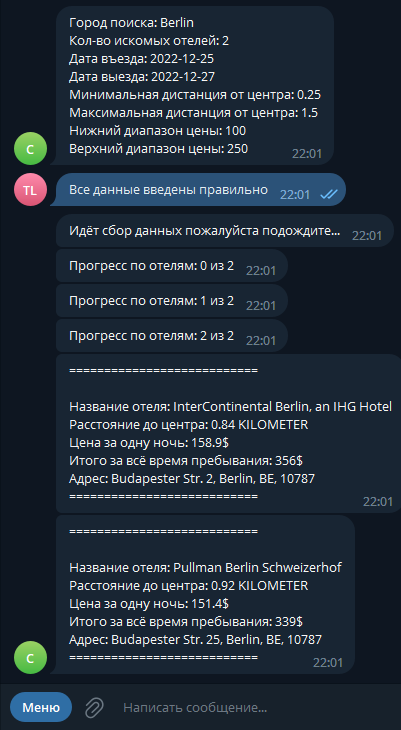 Город поиска: Berlin
Кол-во искомых отелей: 2
Дата въезда: 2022-12-25
Дата выезда: 2022-12-27
Минимальная дистанция от центра: 0.25
Максимальная дистанция от центра: 1.5
Нижний диапазон цены: 100
Верхний диапазон цены: 250
22:01
C
TL
Все данные введены правильно 22:01
Идёт сбор данных пожалуйста подождите... 22:01
Прогресс по отелям: 0 из 2 22:01
Прогресс по отелям: 1 из 2 22:01
Прогресс по отелям: 2 из 2 22:01
===========================
Название отеля: InterContinental Berlin, an IHG Hotel
Расстояние до центра: 0.84 KILOMETER
Цена за одну ночь: 158.9$
Итого за всё время пребывания: 356$
Адрес: Budapester Str. 2, Berlin, BE, 10787
===========================
22:01
===========================
Название отеля: Pullman Berlin Schweizerhof
Расстояние до центра: 0.92 KILOMETER
Цена за одну ночь: 151.4$
Итого за всё время пребывания: 339$
Адрес: Budapester Str. 25, Berlin, BE, 10787
===========================
22:01
C
Меню
Написать сообщение...